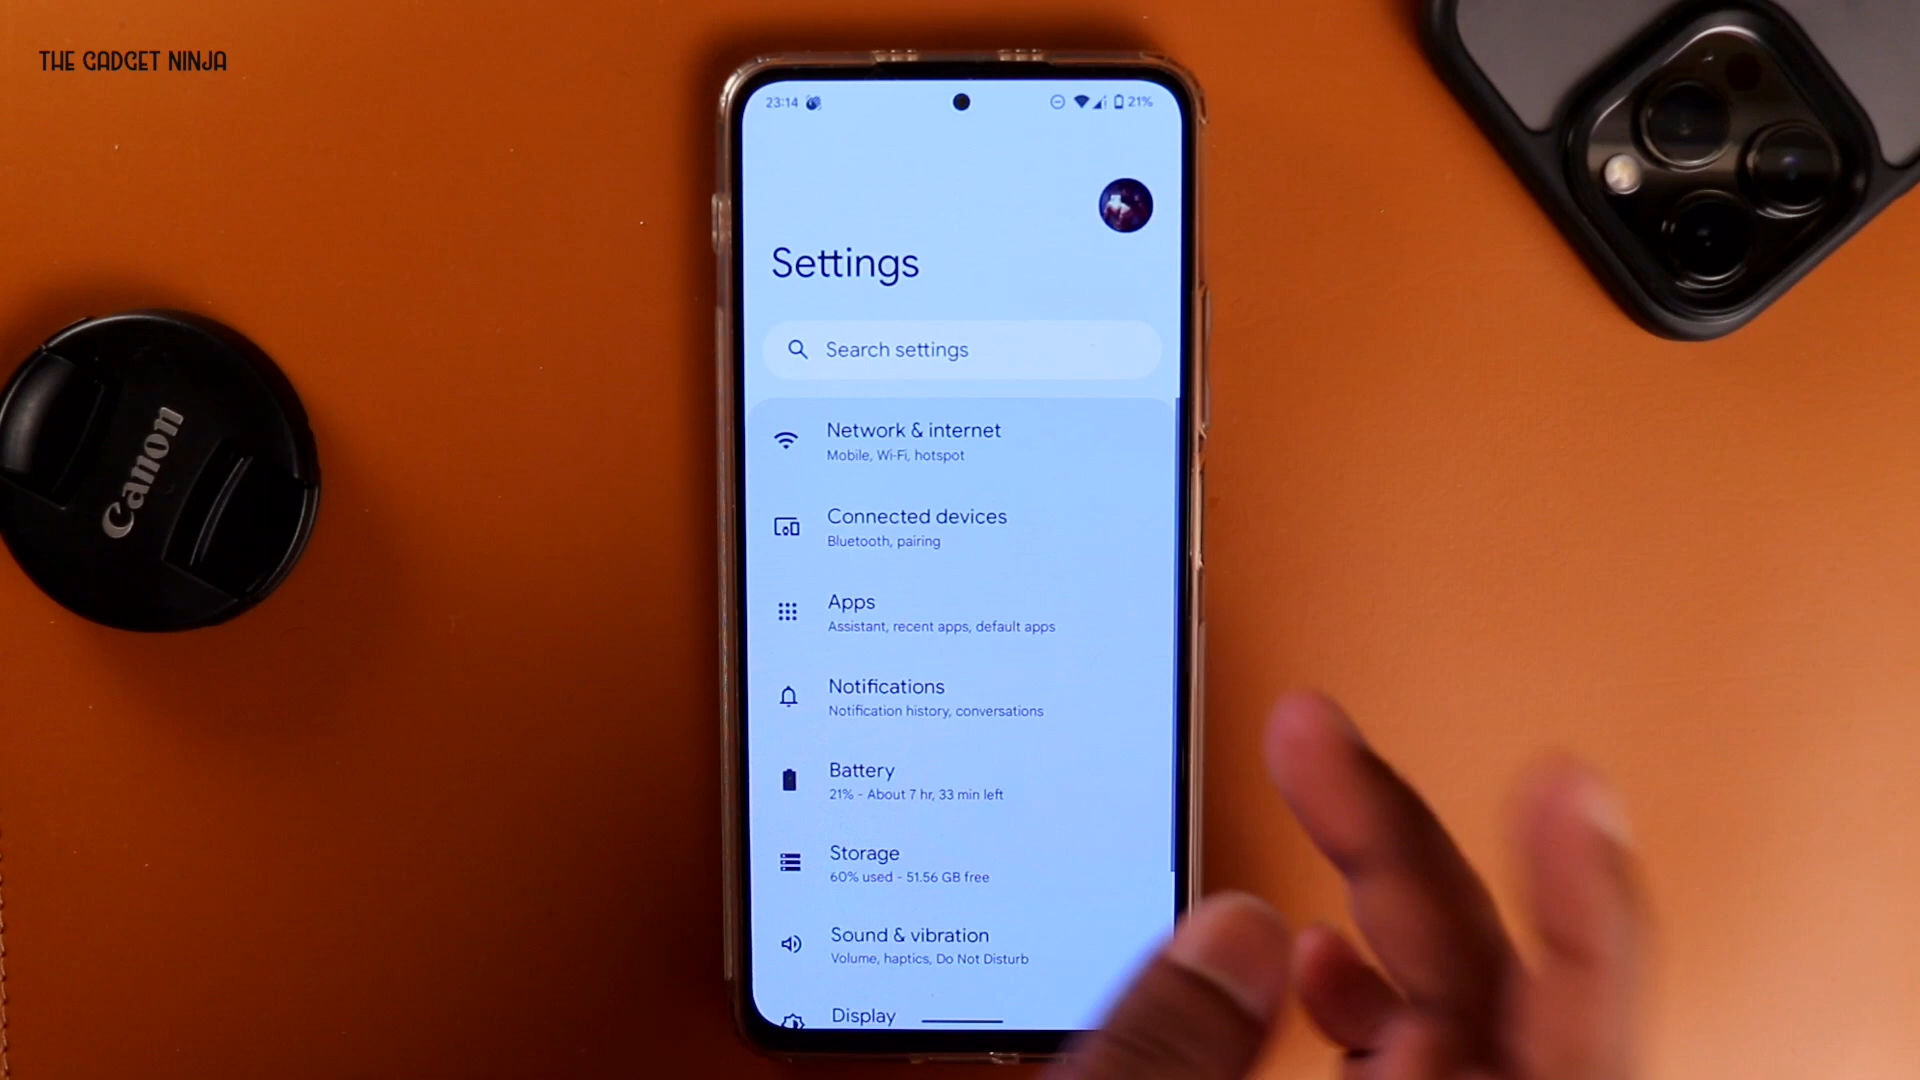 THE GADGET NINJA
23:14
21%
Settings
Search settings
Network & internet
Mobile, Wi-Fi, hotspot
Connected devices
Bluetooth, pairing
Apps
Assistant, recent apps, default apps
Notifications
Notification history, conversations
Battery
21% - About 7 hr, 33 min left
Storage
60% used - 51.56 GB free
Sound & vibration
Volume, haptics, Do Not Disturb
Display
Canon